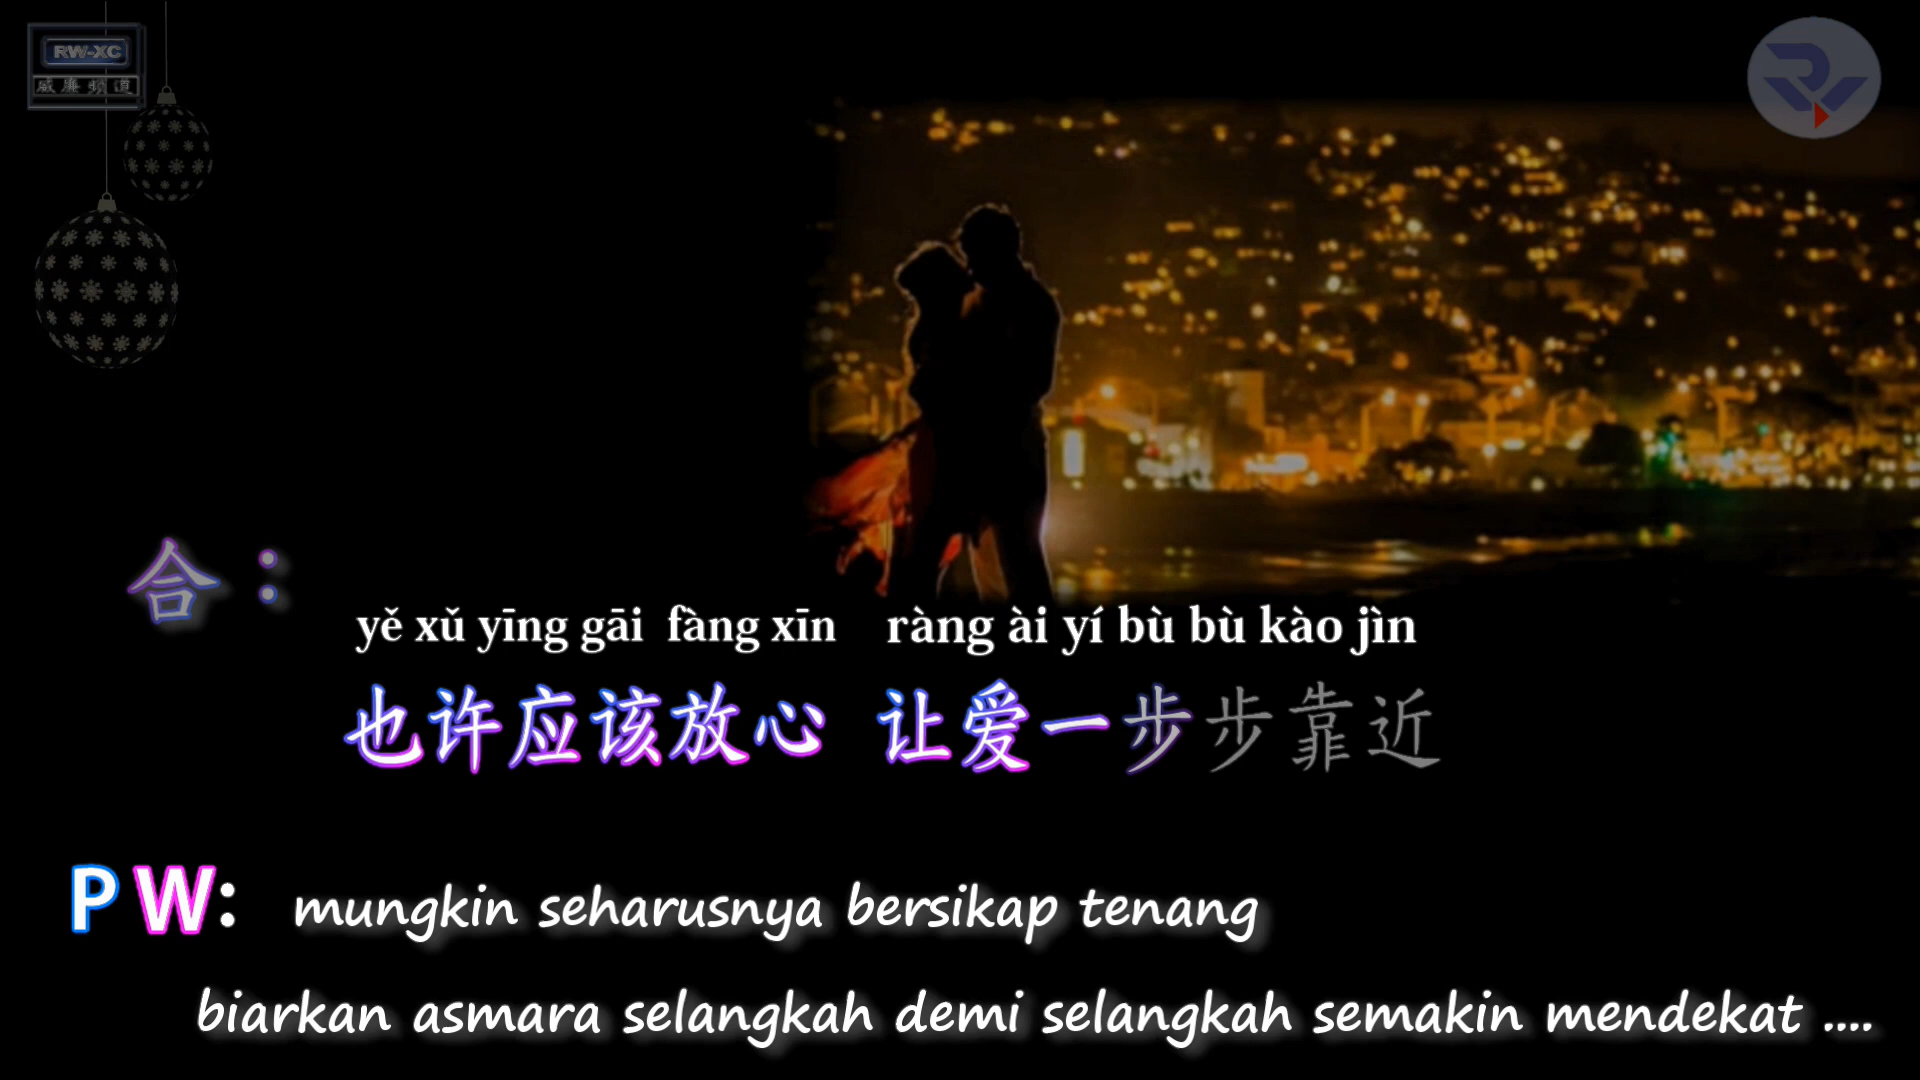 RW-XC
威廉頻道
合：
yě xǔ yīng gāi fàng xīn ràng ài yí bù bù kào jìn
也许应该放心 让爱一步步靠近
P W: mungkin seharusnya bersikap tenang
biarkan asmara selangkah demi selangkah semakin mendekat ....